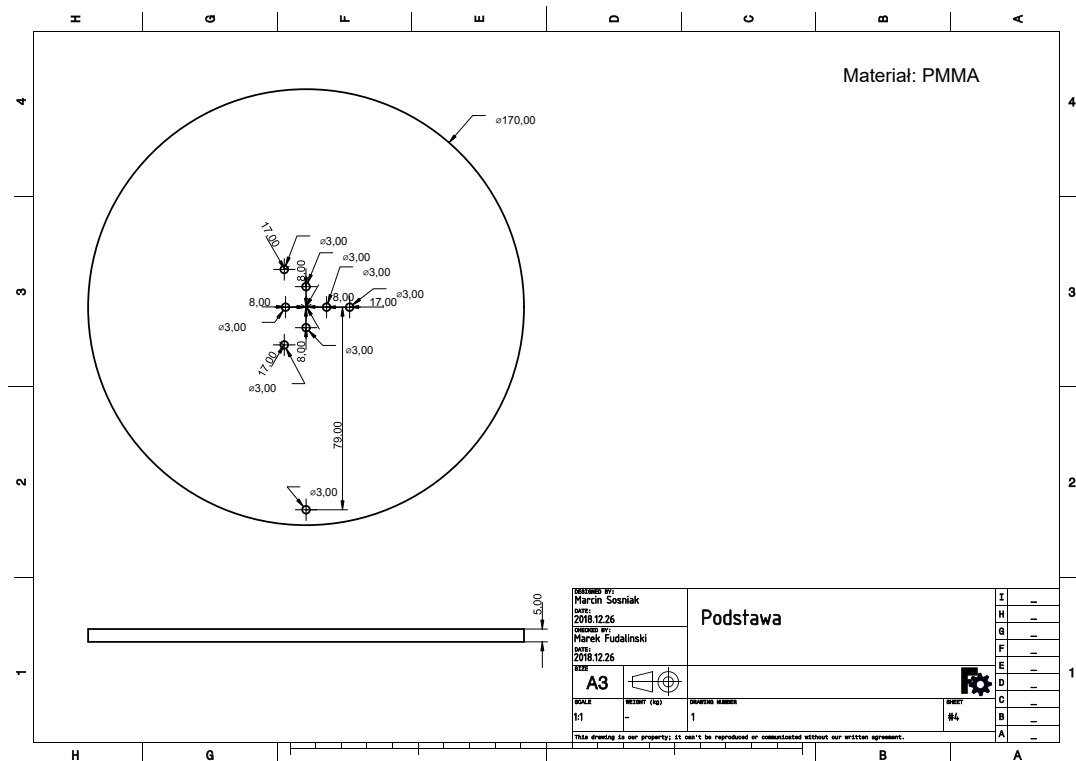 H G F E D C B A
Materiał: PMMA
4 4
⌀170,00
17,00
⌀3,00
⌀3,00
8,00
⌀3,00
3 3
8,00
8,00
17,00
⌀3,00
⌀3,00
8,00
⌀3,00
17,00
⌀3,00
79,00
2 2
⌀3,00
5,00
1 1
DESIGNED BY:
Marcin Sosniak
DATE:
2018.12.26
CHECKED BY:
Marek Fudalinski
DATE:
2018.12.26
Podstawa
SIZE
A3
SCALE
1:1
WEIGHT (kg)
-
DRAWING NUMBER
1
SHEET
#4
I _
H _
G _
F _
E _
D _
C _
B _
A _
This drawing is our property; it can't be reproduced or communicated without our written agreement.
H G B A